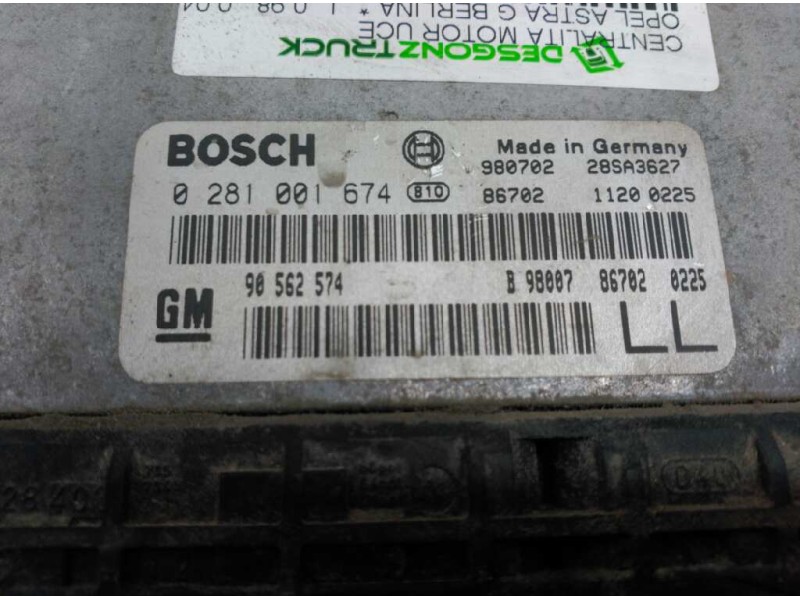 OPEL ASTRA G BERLINA *
CENTRALITA MOTOR UCE
DESGONZTRUCK
BOSCH Made in Germany
980702 28SA3627
0 281 001 674 810 86702 1120 0225
90 562 574 B 98007 86702 0225
GM LL